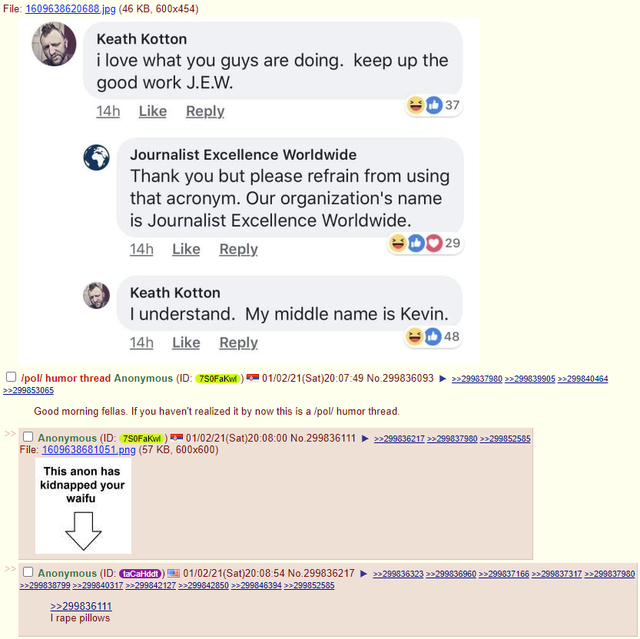 File: 1609638620688.jpg (46 KB, 600x454)
Keath Kotton
i love what you guys are doing. keep up the
good work J.E.W.
14h Like Reply 37
Journalist Excellence Worldwide
Thank you but please refrain from using
that acronym. Our organization's name
is Journalist Excellence Worldwide.
14h Like Reply 29
Keath Kotton
I understand. My middle name is Kevin.
14h Like Reply 48
/pol/ humor thread Anonymous (ID: 7S0FaKwl) 01/02/21(Sat)20:07:49 No.299836093 ▶ >>299837980 >>299839905 >>299840464
>>299853065
Good morning fellas. If you haven't realized it by now this is a /pol/ humor thread.
>> Anonymous (ID: 7S0FaKwl) 01/02/21(Sat)20:08:00 No.299836111 ▶ >>299836217 >>299837980 >>299852585
File: 1609638681051.png (57 KB, 600x600)
This anon has
kidnapped your
waifu
>> Anonymous (ID: taCaHddt) 01/02/21(Sat)20:08:54 No.299836217 ▶ >>299836323 >>299836960 >>299837166 >>299837317 >>299837980
>>299838799 >>299840317 >>299842127 >>299842850 >>299846394 >>299852585
>>299836111
I rape pillows